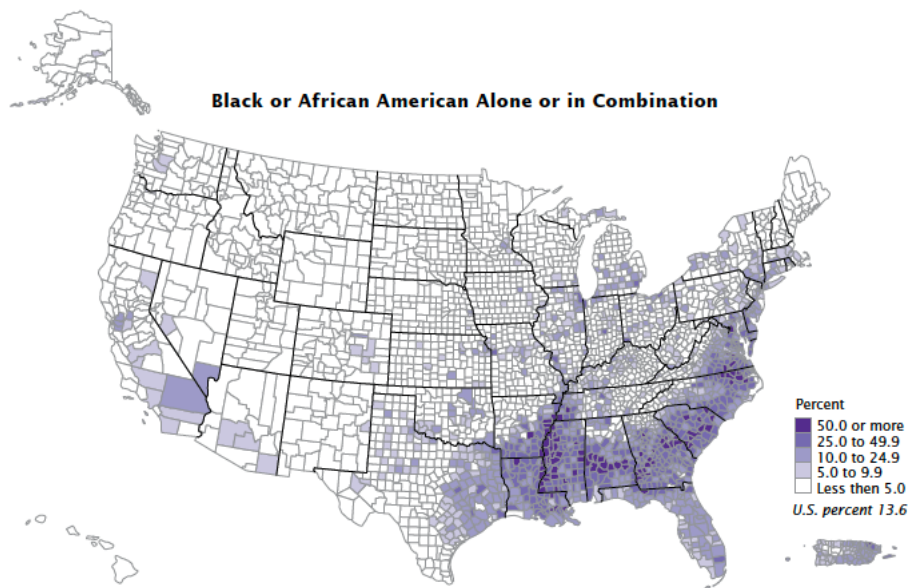 Black or African American Alone or in Combination
Percent
50.0 or more
25.0 to 49.9
10.0 to 24.9
5.0 to 9.9
Less then 5.0
U.S. percent 13.6